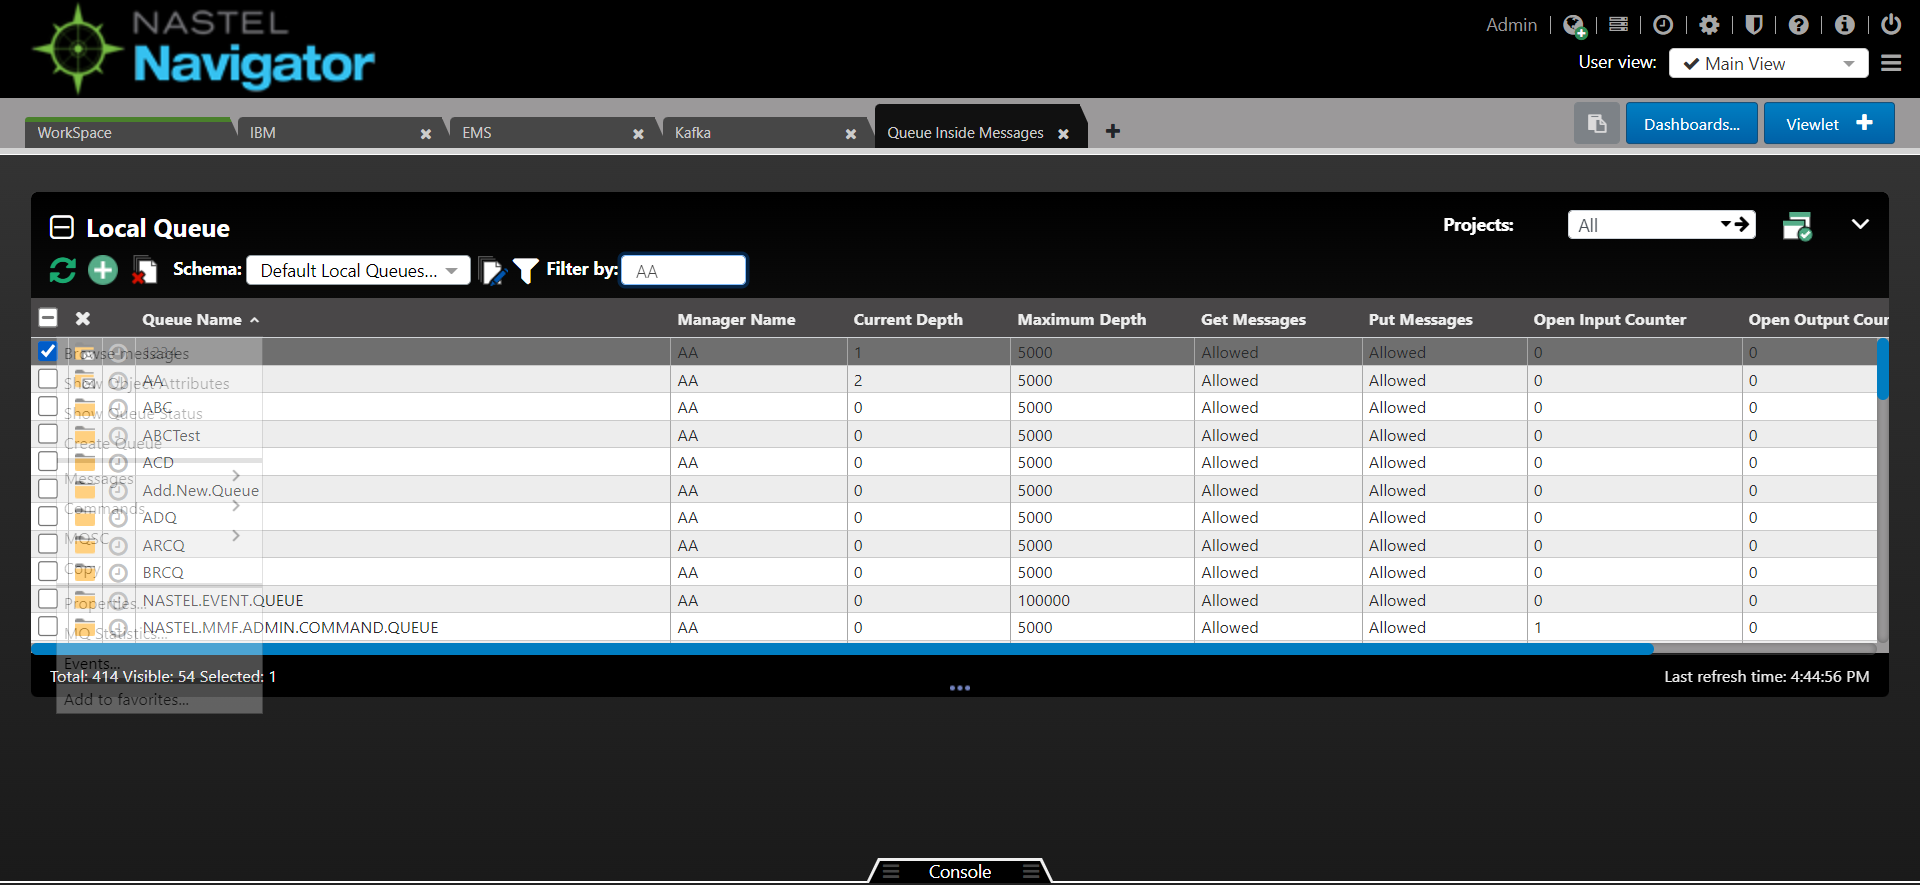 NASTEL
Navigator
Admin
User view: Main View
WorkSpace IBM EMS Kafka Queue Inside Messages
Dashboards... Viewlet
Local Queue
Projects: All
Schema: Default Local Queues... Filter by: AA
Queue Name Manager Name Current Depth Maximum Depth Get Messages Put Messages Open Input Counter Open Output Cour
1234 AA 1 5000 Allowed Allowed 0 0
AA AA 2 5000 Allowed Allowed 0 0
ABC AA 0 5000 Allowed Allowed 0 0
ABCTest AA 0 5000 Allowed Allowed 0 0
ACD AA 0 5000 Allowed Allowed 0 0
Add.New.Queue AA 0 5000 Allowed Allowed 0 0
ADQ AA 0 5000 Allowed Allowed 0 0
ARCQ AA 0 5000 Allowed Allowed 0 0
BRCQ AA 0 5000 Allowed Allowed 0 0
NASTEL.EVENT.QUEUE AA 0 100000 Allowed Allowed 0 0
NASTEL.MMF.ADMIN.COMMAND.QUEUE AA 0 5000 Allowed Allowed 1 0
Browse messages
Show Object Attributes
Show Queue Status
Create Queue
Messages
Commands
MQSC
Copy
Properties...
MQ Statistics...
Events...
Add to favorites...
Total: 414 Visible: 54 Selected: 1
Last refresh time: 4:44:56 PM
Console